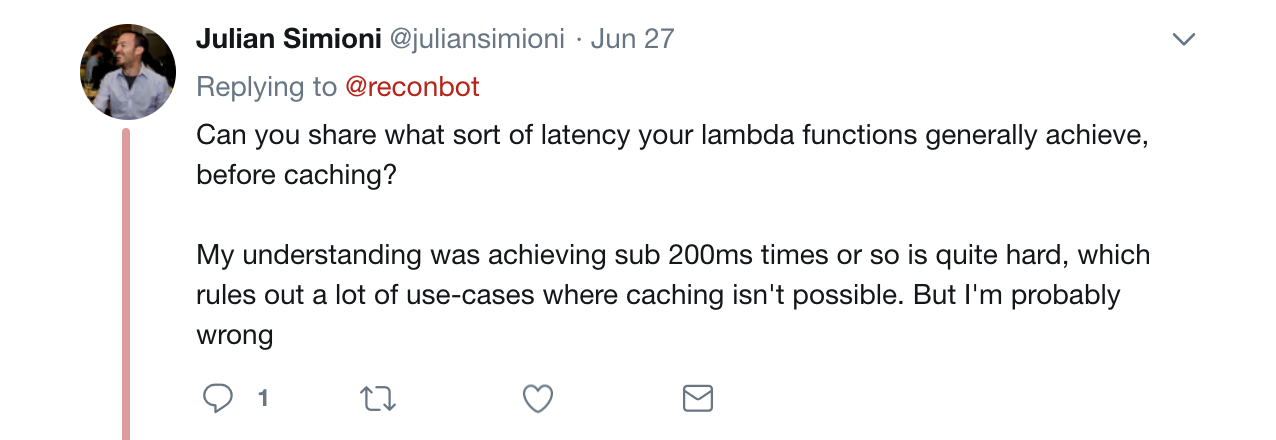 Julian Simioni @juliansimioni · Jun 27
Replying to @reconbot
Can you share what sort of latency your lambda functions generally achieve,
before caching?
My understanding was achieving sub 200ms times or so is quite hard, which
rules out a lot of use-cases where caching isn't possible. But I'm probably
wrong
1